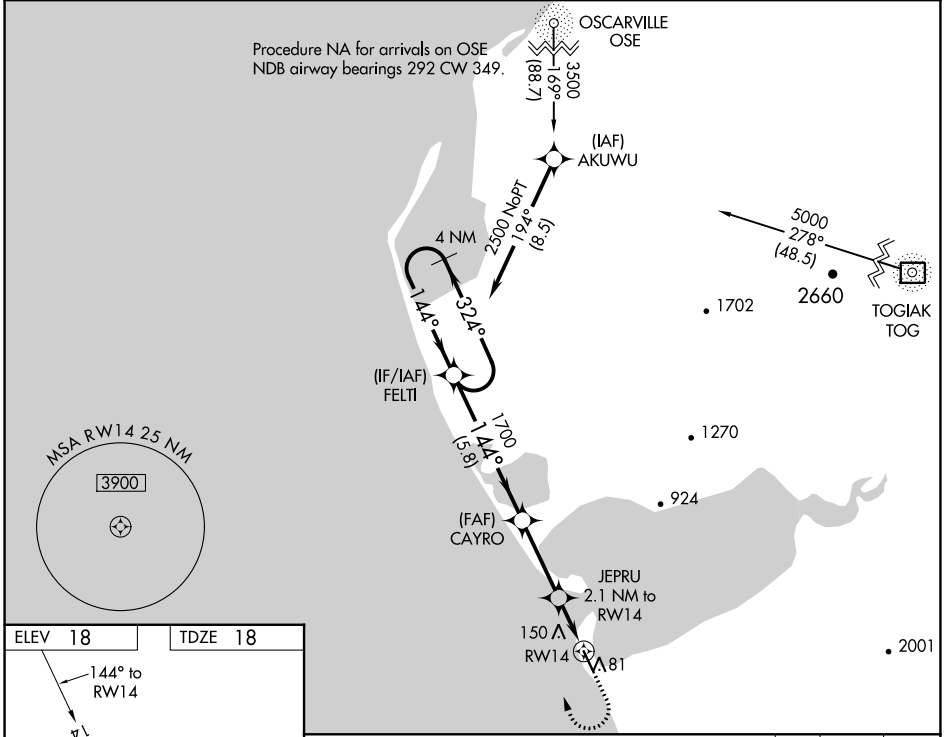 Procedure NA for arrivals on OSE
NDB airway bearings 292 CW 349.
OSCARVILLE
OSE
3500
169°
(88.7)
(IAF)
AKUWU
2500 NoPT
194°
(8.5)
4 NM
144°
324°
(IF/IAF)
FELTI
5000
278°
(48.5)
2660
TOGIAK
TOG
1702
1700
144°
(5.8)
1270
924
MSA RW14 25 NM
3900
(FAF)
CAYRO
JEPRU
2.1 NM to
RW14
150
RW14
81
2001
ELEV 18
TDZE 18
144° to
RW14
14